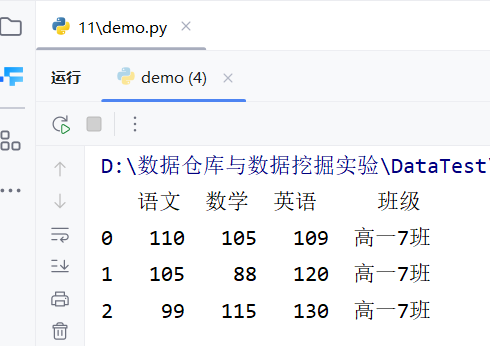 11\demo.py
运行 demo (4)
D:\数据仓库与数据挖掘实验\DataTest
语文 数学 英语 班级
0 110 105 109 高一7班
1 105 88 120 高一7班
2 99 115 130 高一7班